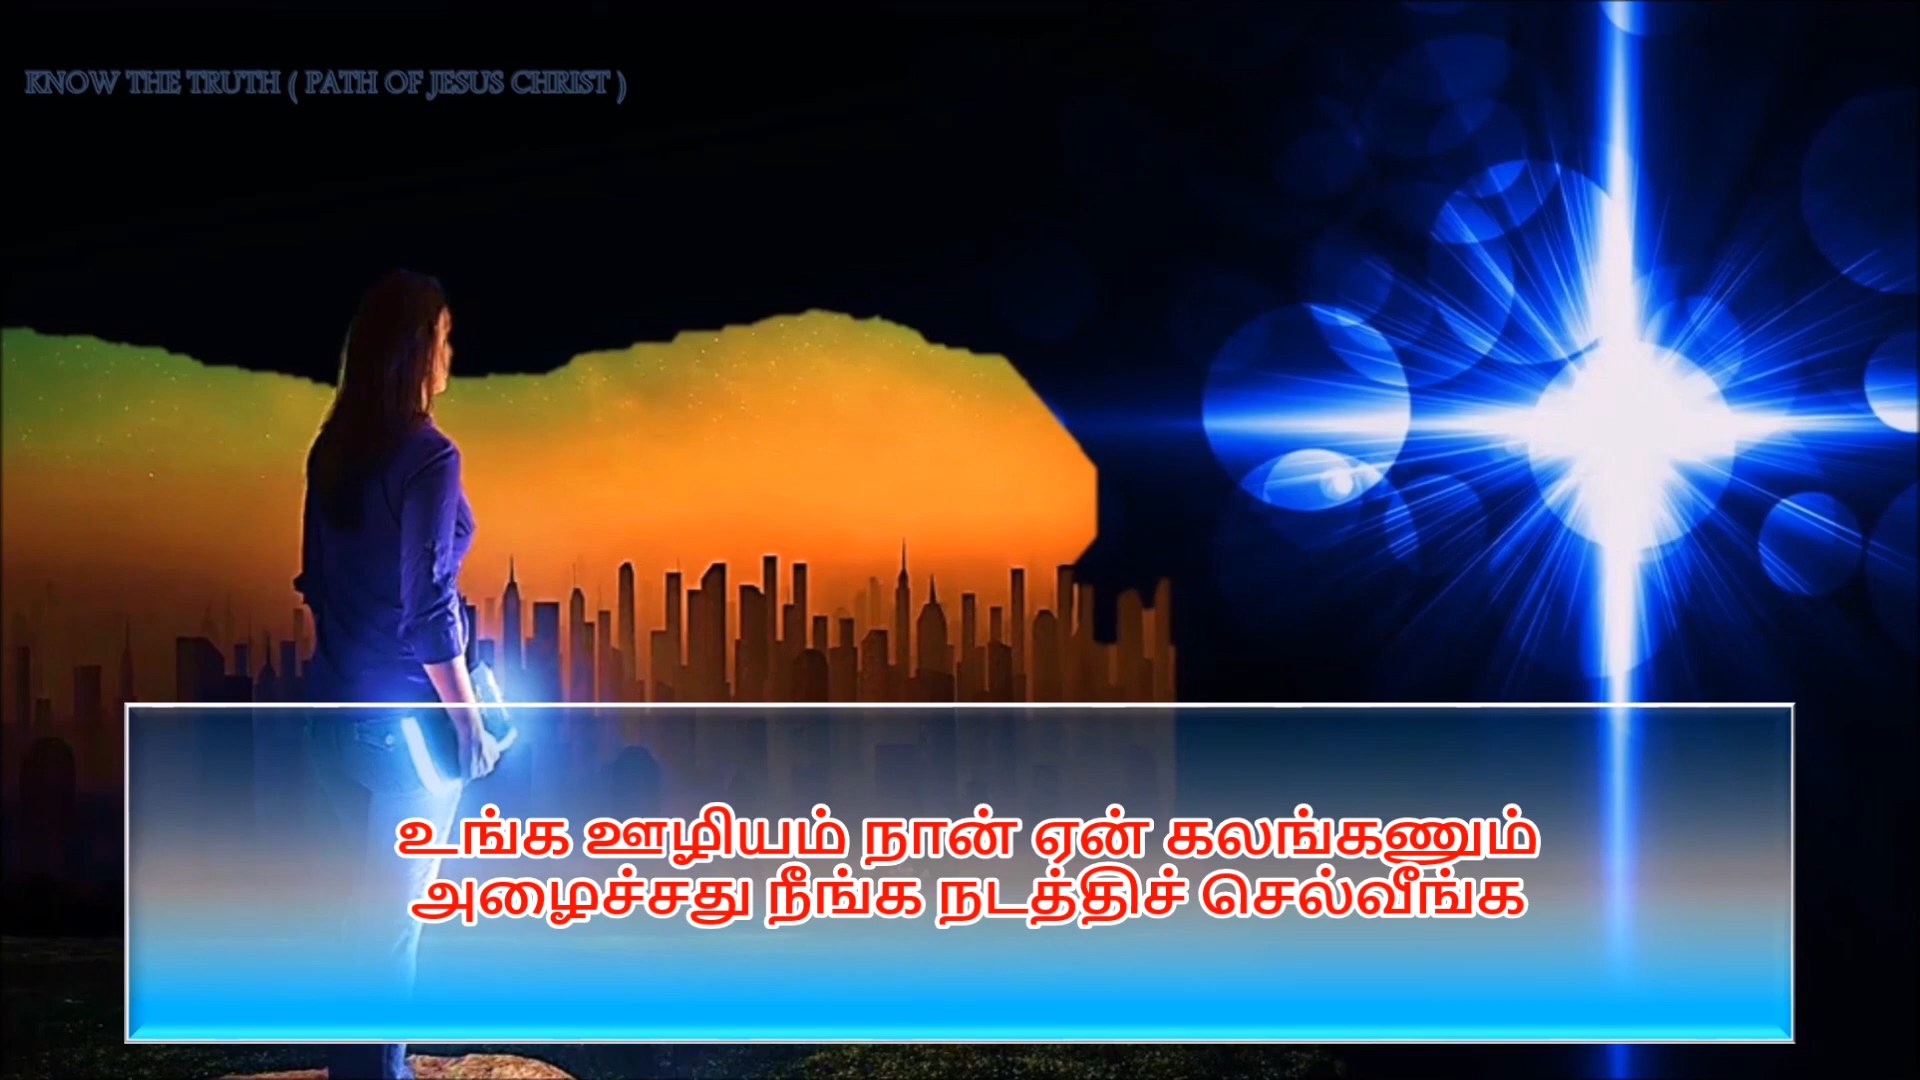 KNOW THE TRUTH ( PATH OF JESUS CHRIST )
உங்க ஊழியம் நான் ஏன் கலங்கணும்
அழைச்சது நீங்க நடத்திச் செல்வீங்க